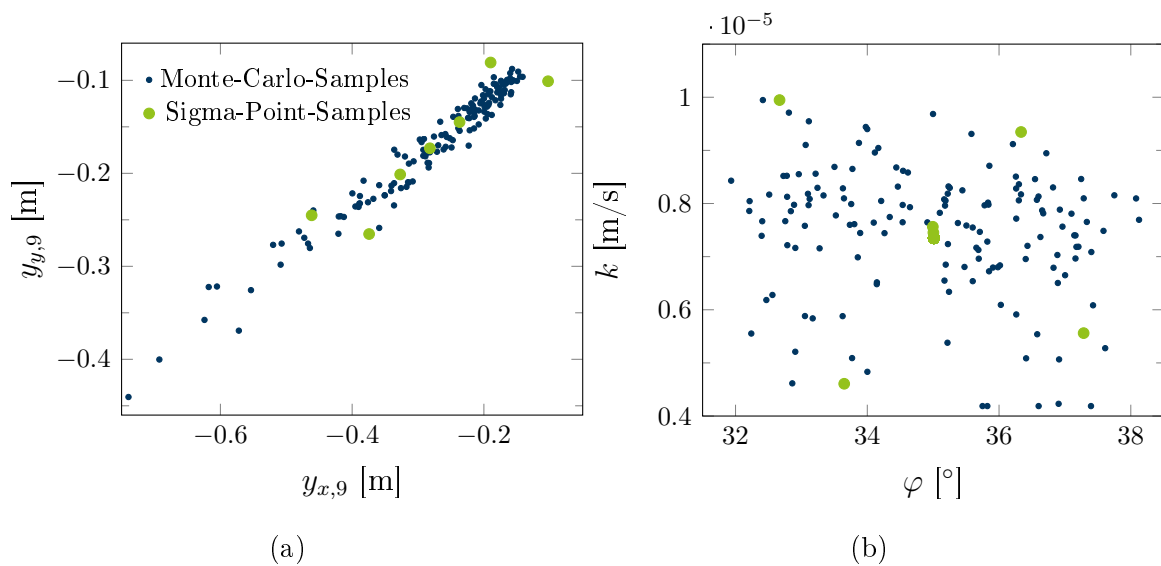 −0.1
−0.2
−0.3
−0.4
−0.6
−0.4
−0.2
y_{y,9} [m]
y_{x,9} [m]
Monte-Carlo-Samples
Sigma-Point-Samples
(a)
· 10^{−5}
1
0.8
0.6
0.4
32
34
36
38
k [m/s]
φ [°]
(b)